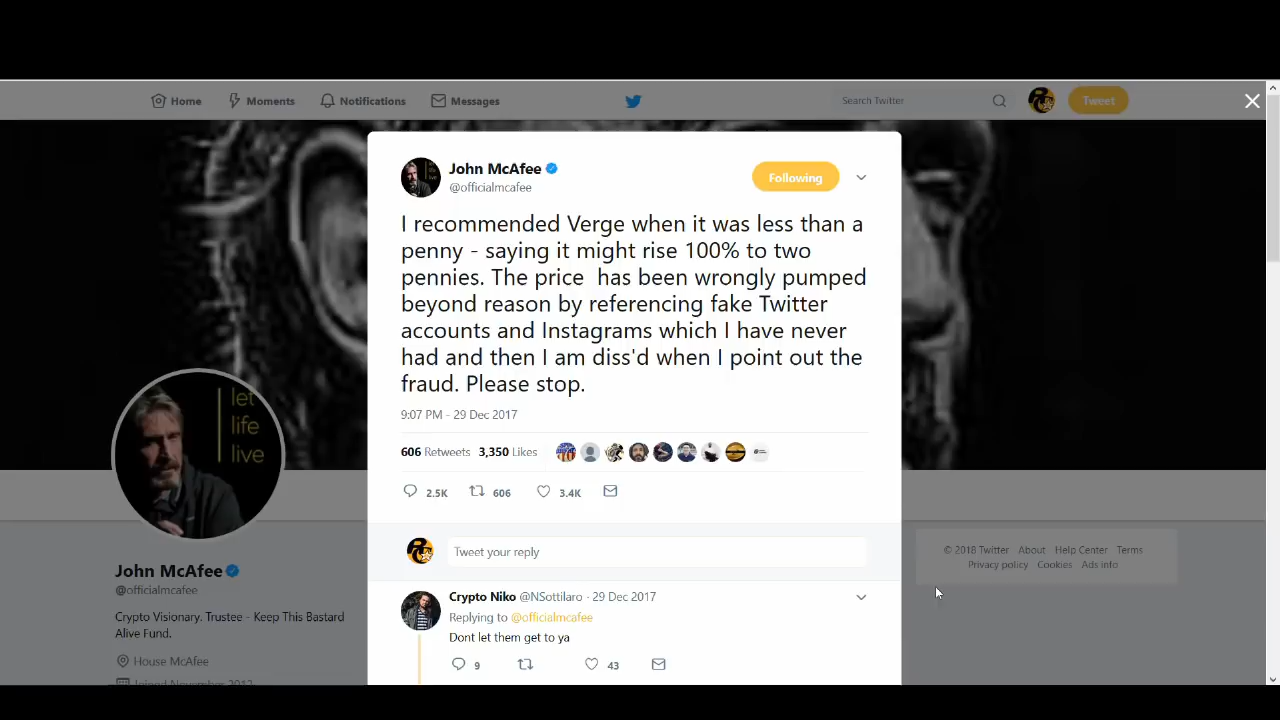 Home Moments Notifications Messages Search Twitter Tweet
John McAfee
@officialmcafee
Following
I recommended Verge when it was less than a
penny - saying it might rise 100% to two
pennies. The price has been wrongly pumped
beyond reason by referencing fake Twitter
accounts and Instagrams which I have never
had and then I am diss'd when I point out the
fraud. Please stop.
9:07 PM - 29 Dec 2017
606 Retweets 3,350 Likes
2.5K 606 3.4K
Tweet your reply
Crypto Niko @NSottilaro - 29 Dec 2017
Replying to @officialmcafee
Dont let them get to ya
9 43
let
life
live
John McAfee
@officialmcafee
Crypto Visionary. Trustee - Keep This Bastard
Alive Fund.
House McAfee
Joined November 2012
© 2018 Twitter About Help Center Terms
Privacy policy Cookies Ads info